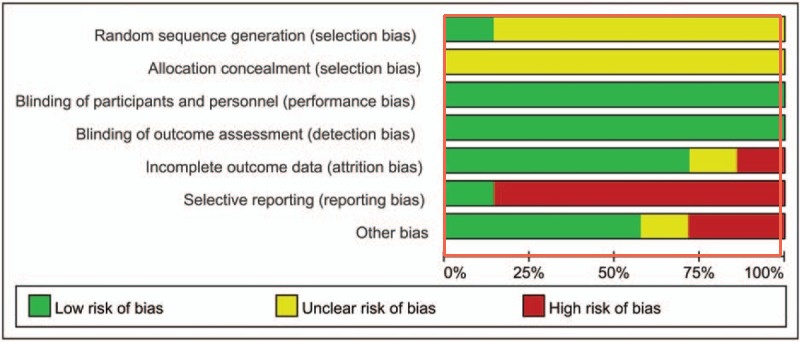 Random sequence generation (selection bias)
Allocation concealment (selection bias)
Blinding of participants and personnel (performance bias)
Blinding of outcome assessment (detection bias)
Incomplete outcome data (attrition bias)
Selective reporting (reporting bias)
Other bias
0% 25% 50% 75% 100%
Low risk of bias Unclear risk of bias High risk of bias